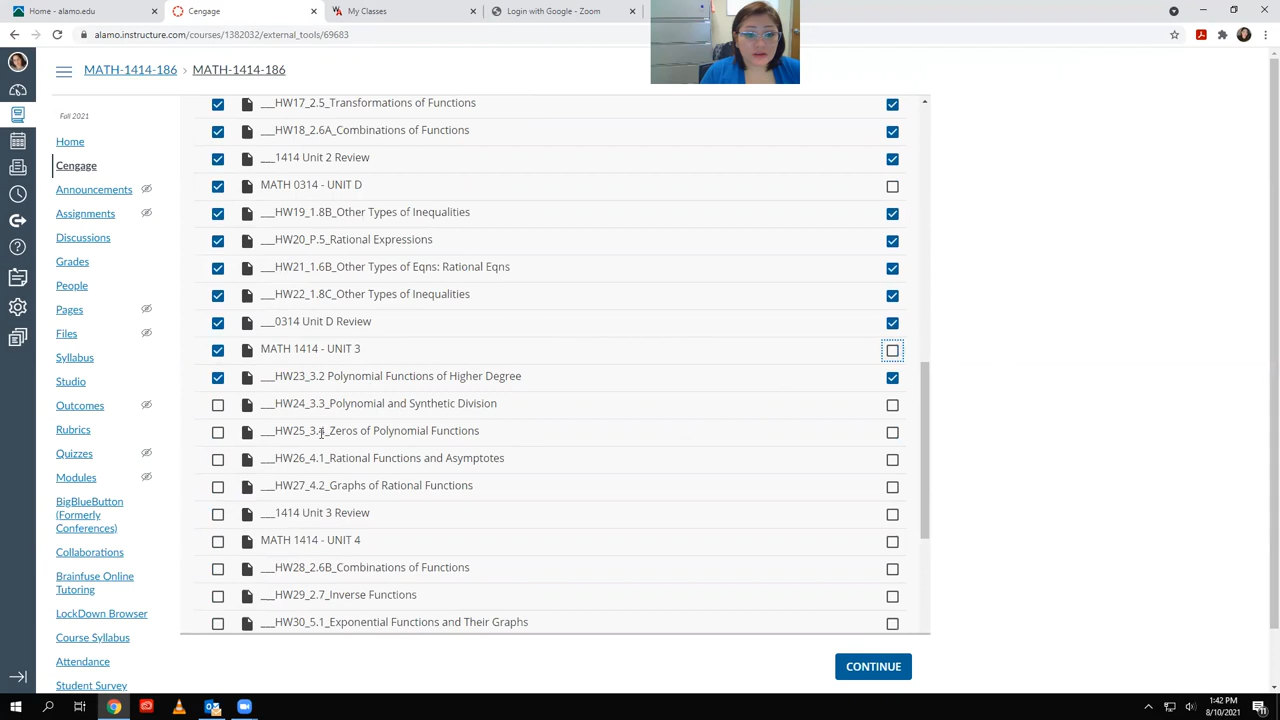 Home - alamo.edu
Cengage
My Classes
Login with Google - Zoom
alamo.instructure.com/courses/1382032/external_tools/69683
MATH-1414-186 › MATH-1414-186
Fall 2021
Home
Cengage
Announcements
Assignments
Discussions
Grades
People
Pages
Files
Syllabus
Studio
Outcomes
Rubrics
Quizzes
Modules
BigBlueButton
(Formerly
Conferences)
Collaborations
Brainfuse Online
Tutoring
LockDown Browser
Course Syllabus
Attendance
Student Survey
___HW17_2.5_Transformations of Functions
___HW18_2.6A_Combinations of Functions
___1414 Unit 2 Review
MATH 0314 - UNIT D
___HW19_1.8B_Other Types of Inequalities
___HW20_P.5_Rational Expressions
___HW21_1.6B_Other Types of Eqns: Rational Eqns
___HW22_1.8C_Other Types of Inequalities
___0314 Unit D Review
MATH 1414 - UNIT 3
___HW23_3.2 Polynomial Functions of Higher Degree
___HW24_3.3_Polynomial and Synthetic Division
___HW25_3.4_Zeros of Polynomial Functions
___HW26_4.1_Rational Functions and Asymptotes
___HW27_4.2_Graphs of Rational Functions
___1414 Unit 3 Review
MATH 1414 - UNIT 4
___HW28_2.6B_Combinations of Functions
___HW29_2.7_Inverse Functions
___HW30_5.1_Exponential Functions and Their Graphs
CONTINUE
1:42 PM
8/10/2021